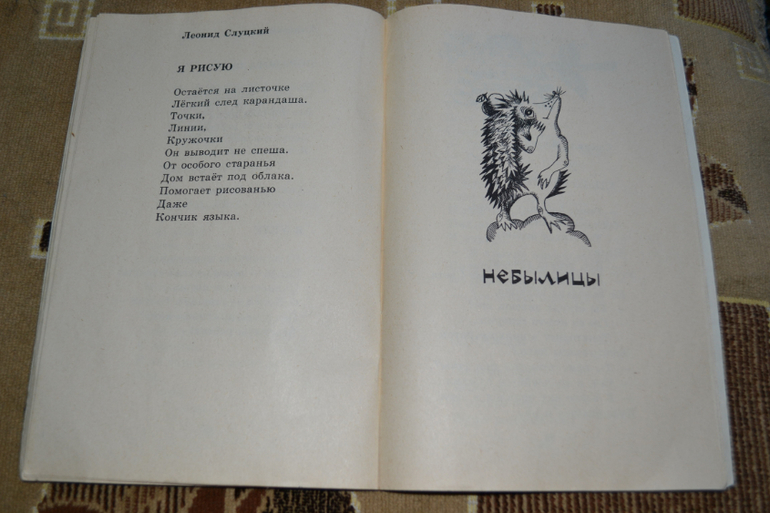 Леонид Слуцкий
Я РИСУЮ
Остаётся на листочке
Лёгкий след карандаша.
Точки,
Линии,
Кружочки
Он выводит не спеша.
От особого старанья
Дом встаёт под облака.
Помогает рисованью
Даже
Кончик языка.
НЕБЫЛИЦЫ